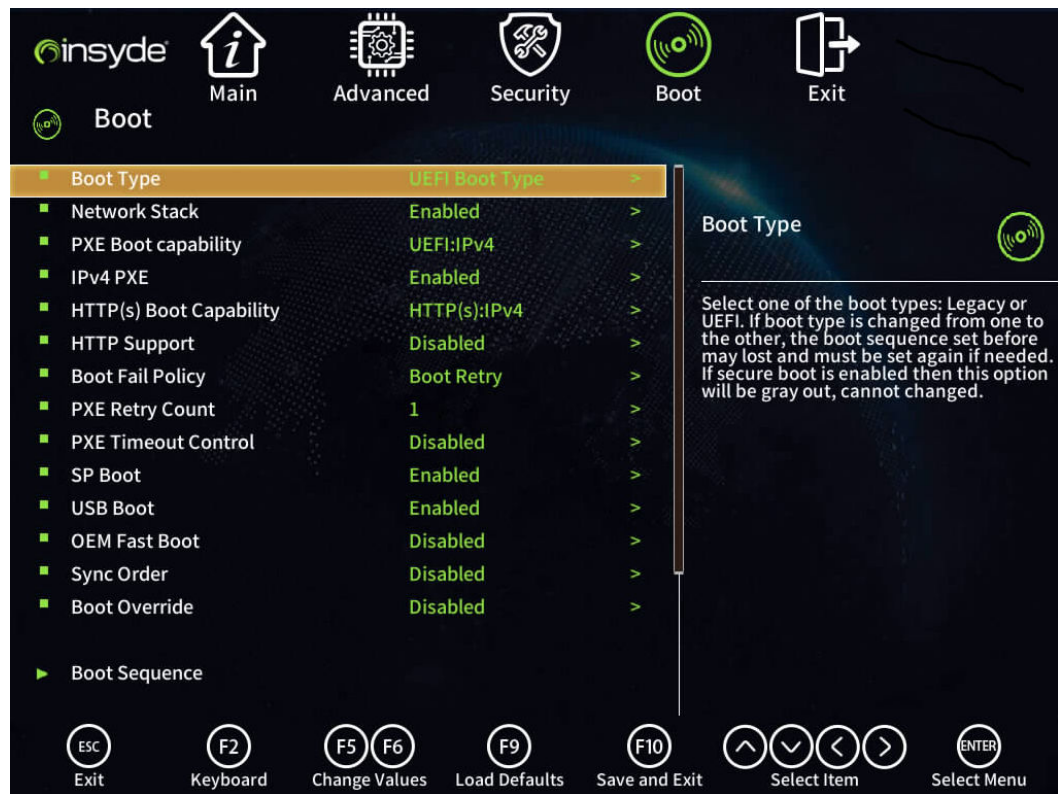 insyde
Main
Advanced
Security
Boot
Exit
Boot
Boot Type UEFI Boot Type >
Network Stack Enabled >
PXE Boot capability UEFI:IPv4 >
IPv4 PXE Enabled >
HTTP(s) Boot Capability HTTP(s):IPv4 >
HTTP Support Disabled >
Boot Fail Policy Boot Retry >
PXE Retry Count 1 >
PXE Timeout Control Disabled >
SP Boot Enabled >
USB Boot Enabled >
OEM Fast Boot Disabled >
Sync Order Disabled >
Boot Override Disabled >
Boot Sequence
Boot Type
Select one of the boot types: Legacy or
UEFI. If boot type is changed from one to
the other, the boot sequence set before
may lost and must be set again if needed.
If secure boot is enabled then this option
will be gray out, cannot changed.
ESC Exit
F2 Keyboard
F5 F6 Change Values
F9 Load Defaults
F10 Save and Exit
Select Item
ENTER Select Menu